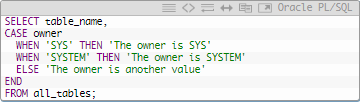 Oracle PL/SQL
SELECT table_name,
CASE owner
  WHEN 'SYS' THEN 'The owner is SYS'
  WHEN 'SYSTEM' THEN 'The owner is SYSTEM'
  ELSE 'The owner is another value'
END
FROM all_tables;